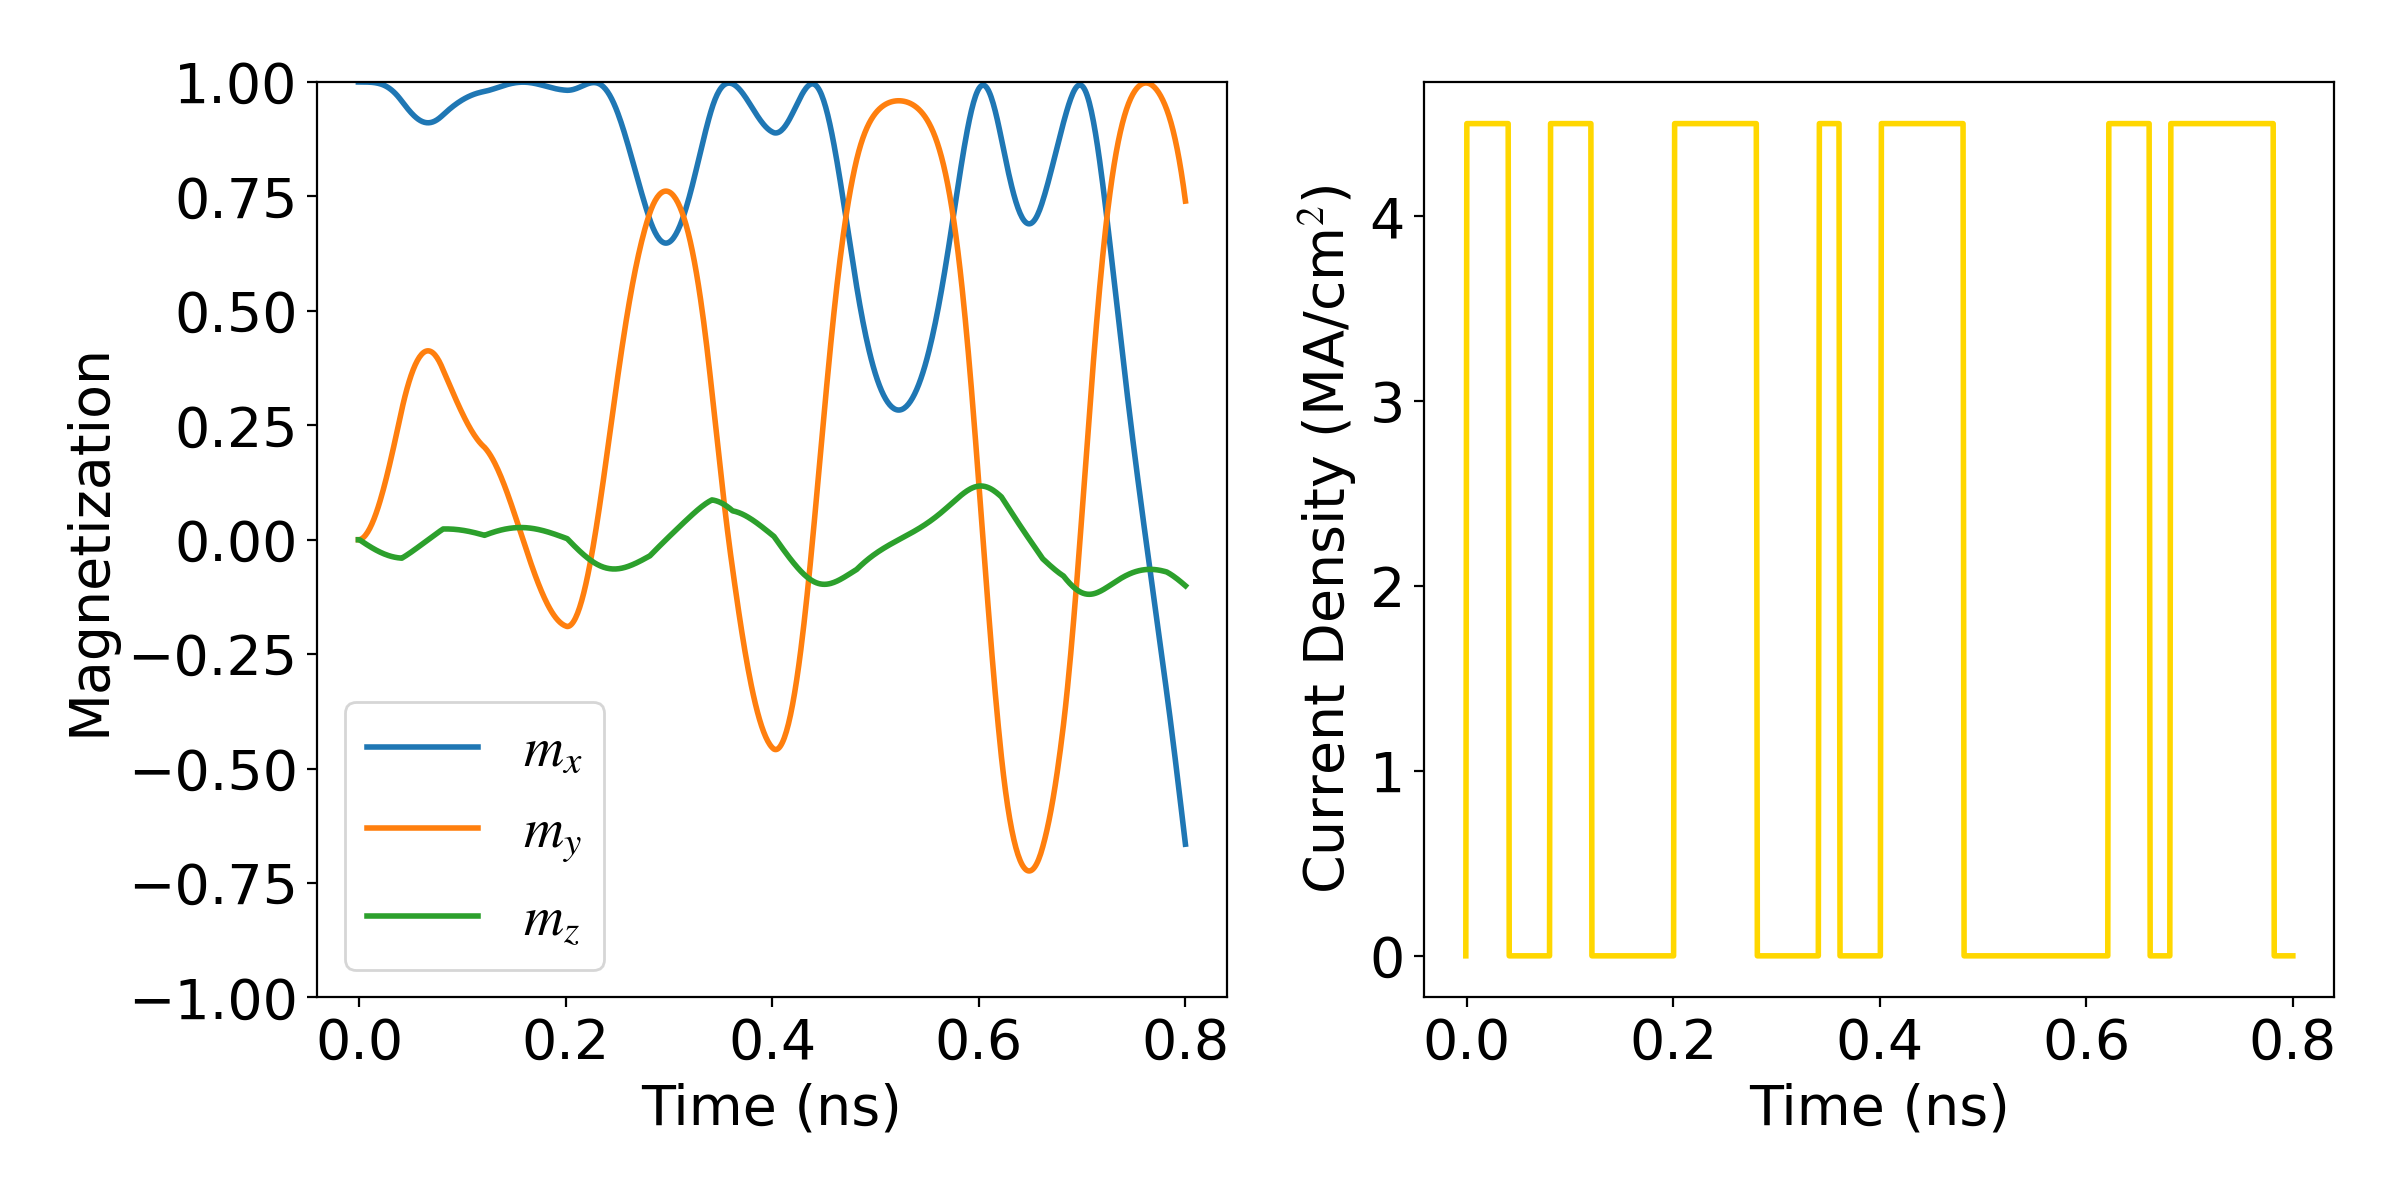 Magnetization
1.00
0.75
0.50
0.25
0.00
−0.25
−0.50
−0.75
−1.00
m_x
m_y
m_z
0.0 0.2 0.4 0.6 0.8
Time (ns)
Current Density (MA/cm²)
4
3
2
1
0
0.0 0.2 0.4 0.6 0.8
Time (ns)